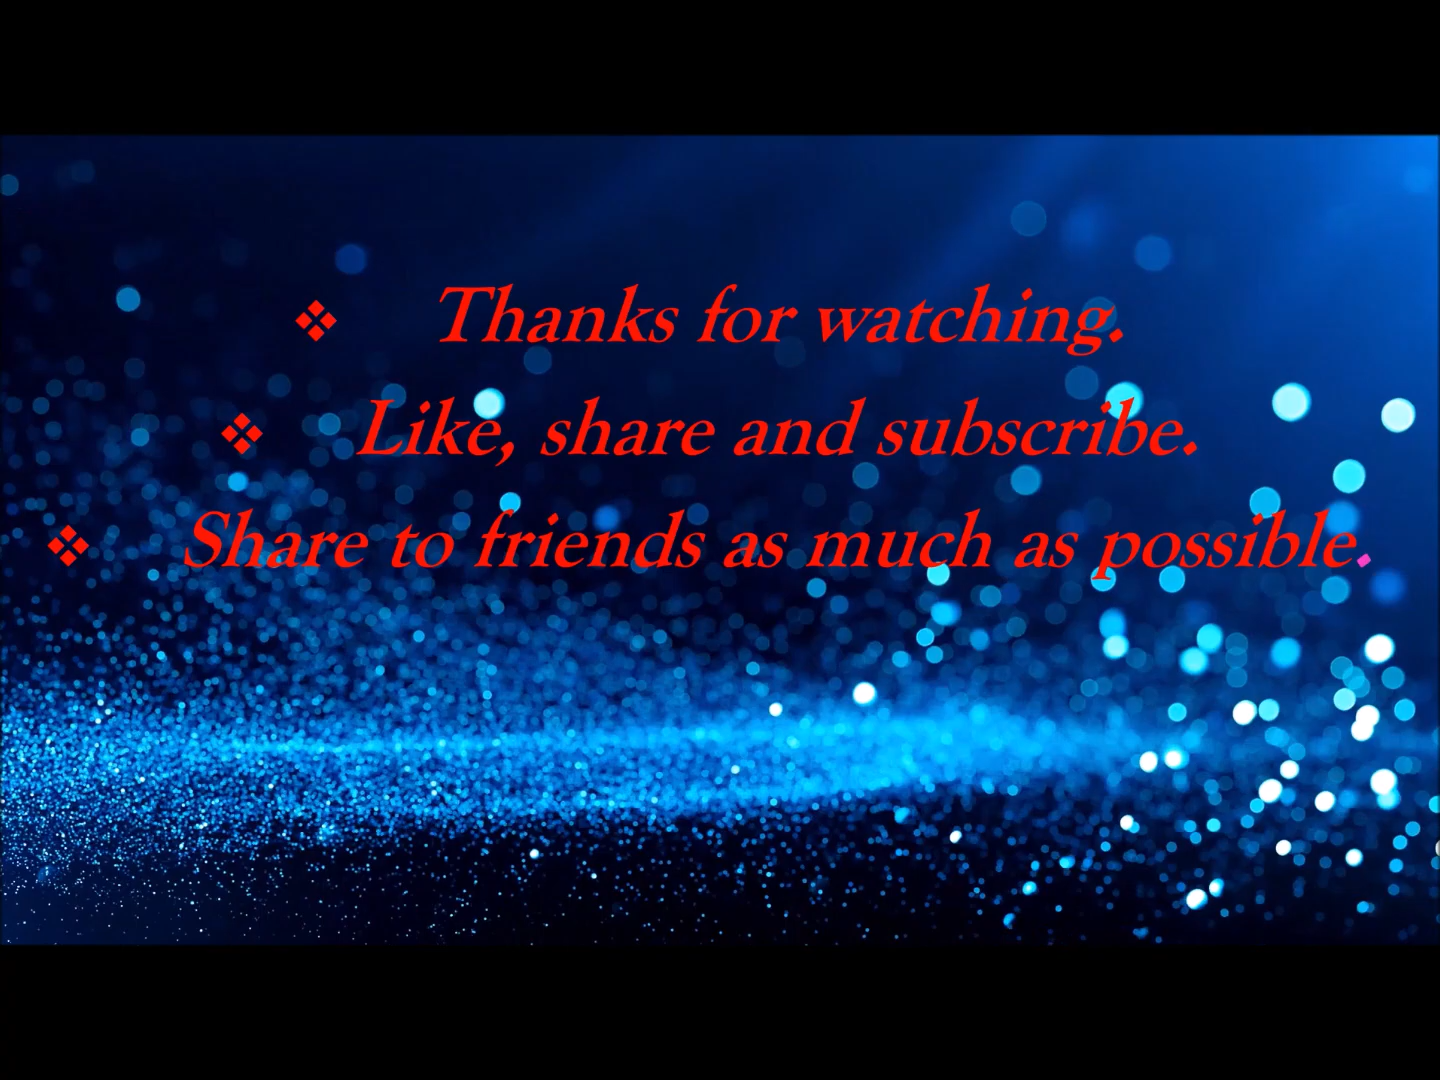 ❖ Thanks for watching.
❖ Like, share and subscribe.
❖ Share to friends as much as possible.